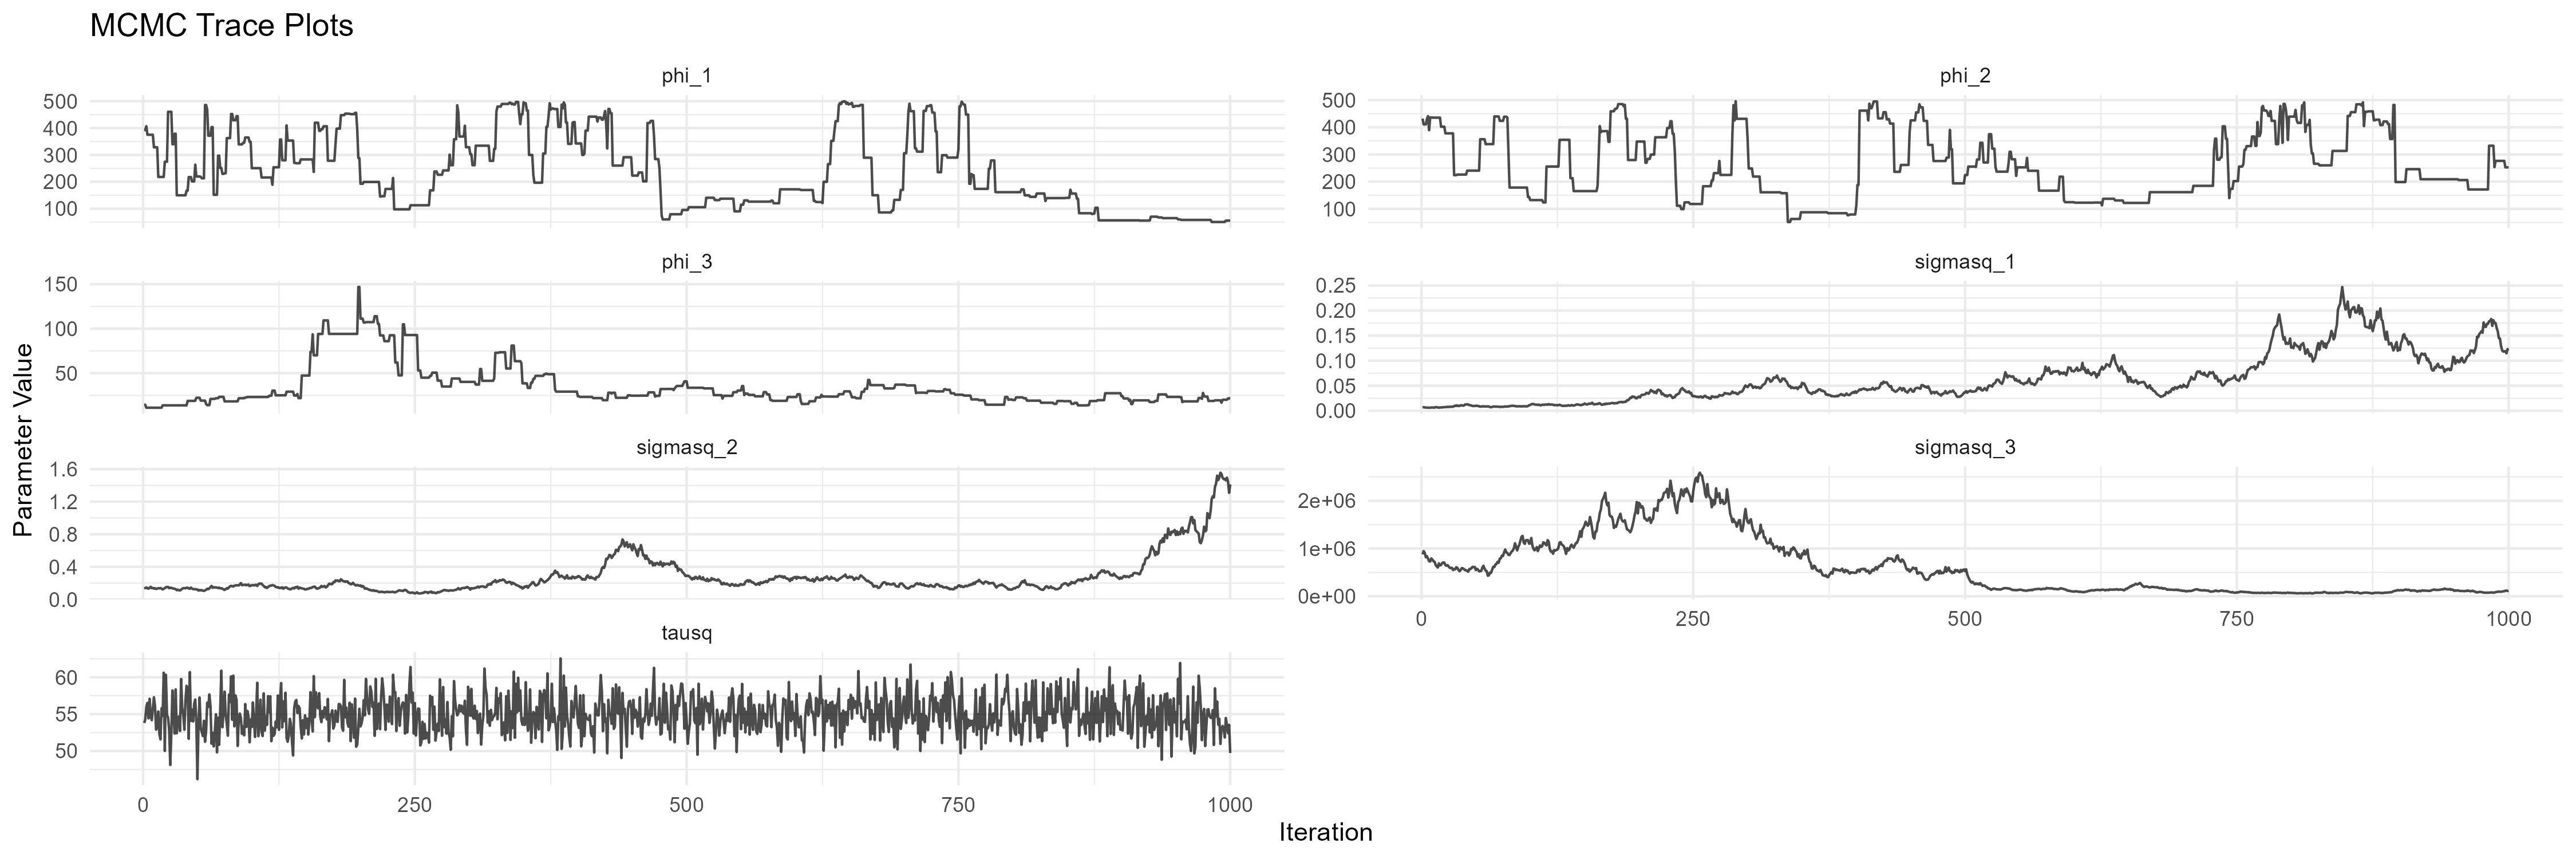 MCMC Trace Plots
phi_1
500
400
300
200
100
phi_2
500
400
300
200
100
phi_3
150
100
50
sigmasq_1
0.25
0.20
0.15
0.10
0.05
0.00
sigmasq_2
1.6
1.2
0.8
0.4
0.0
sigmasq_3
2e+06
1e+06
0e+00
0 250 500 750 1000
tausq
60
55
50
0 250 500 750 1000
Parameter Value
Iteration